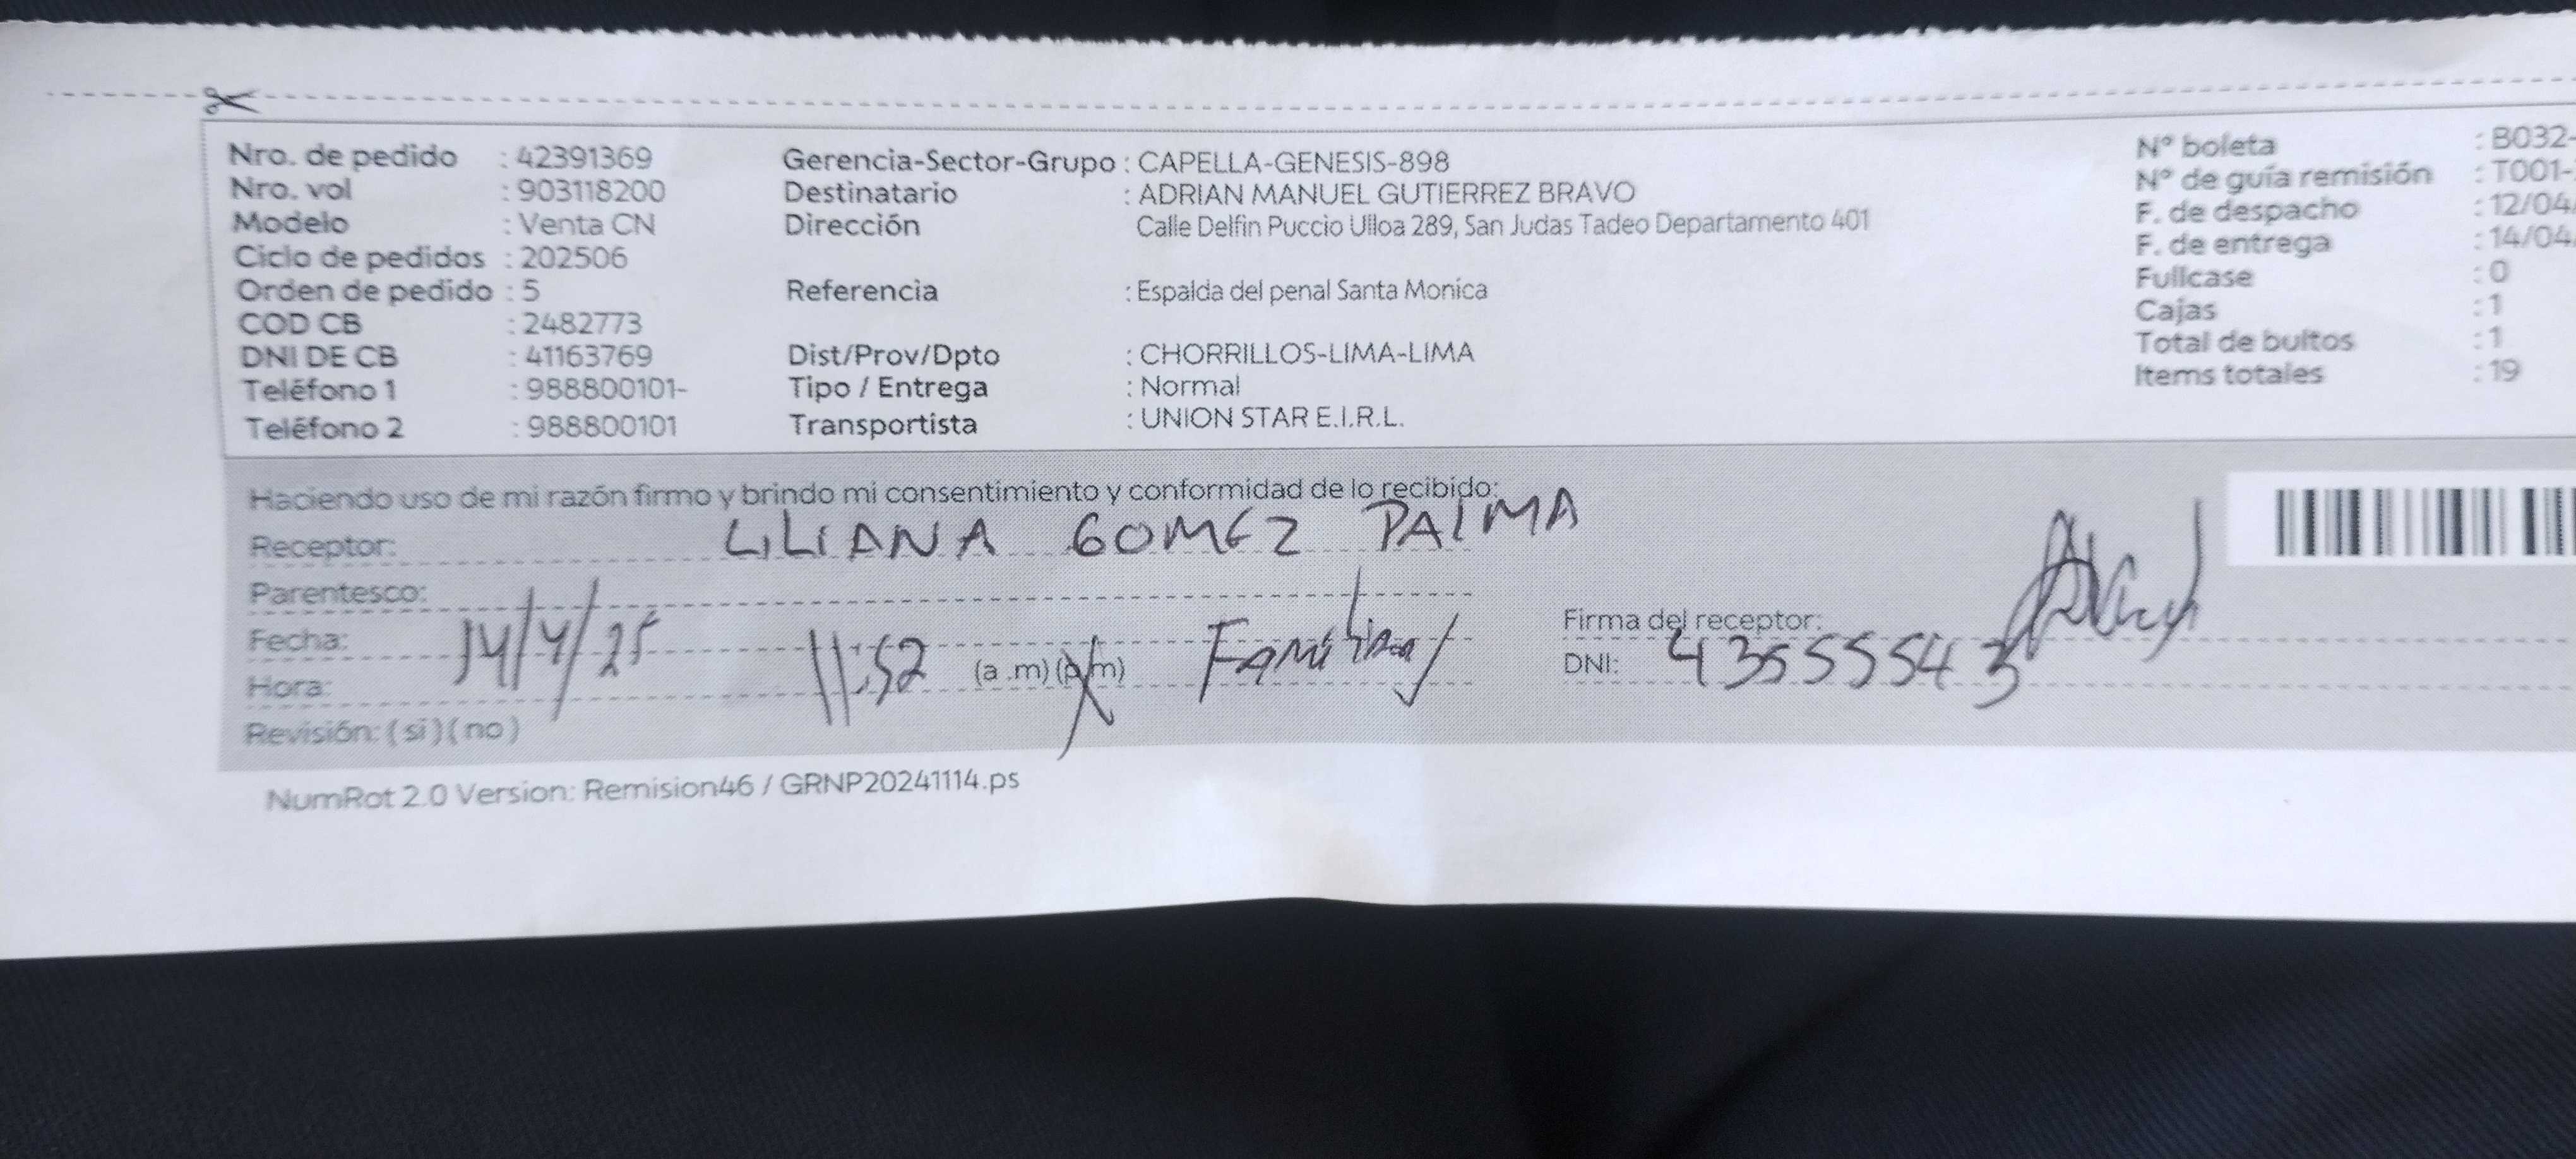 Nro. de pedido : 42391369
Nro. vol : 903118200
Modelo : Venta CN
Ciclo de pedidos : 202506
Orden de pedido : 5
COD CB : 2482773
DNI DE CB : 41163769
Teléfono 1 : 988800101-
Teléfono 2 : 988800101
Gerencia-Sector-Grupo : CAPELLA-GENESIS-898
Destinatario : ADRIAN MANUEL GUTIERREZ BRAVO
Dirección Calle Delfin Puccio Ulloa 289, San Judas Tadeo Departamento 401
Referencia : Espalda del penal Santa Monica
Dist/Prov/Dpto : CHORRILLOS-LIMA-LIMA
Tipo / Entrega : Normal
Transportista : UNION STAR E.I.R.L.
Nº boleta : B032-
Nº de guía remisión : T001-
F. de despacho : 12/04/
F. de entrega : 14/04/
Fullcase : 0
Cajas : 1
Total de bultos : 1
Items totales : 19
Haciendo uso de mi razón firmo y brindo mi consentimiento y conformidad de lo recibido:
Receptor: LILIANA GOMEZ PALMA
Parentesco:
Fecha: 14/4/25
Hora: 11:52 (a .m) (p/m) Familiar
Revisión: ( si ) ( no )
Firma del receptor:
DNI: 43555543
NumRot 2.0 Version: Remision46 / GRNP20241114.ps